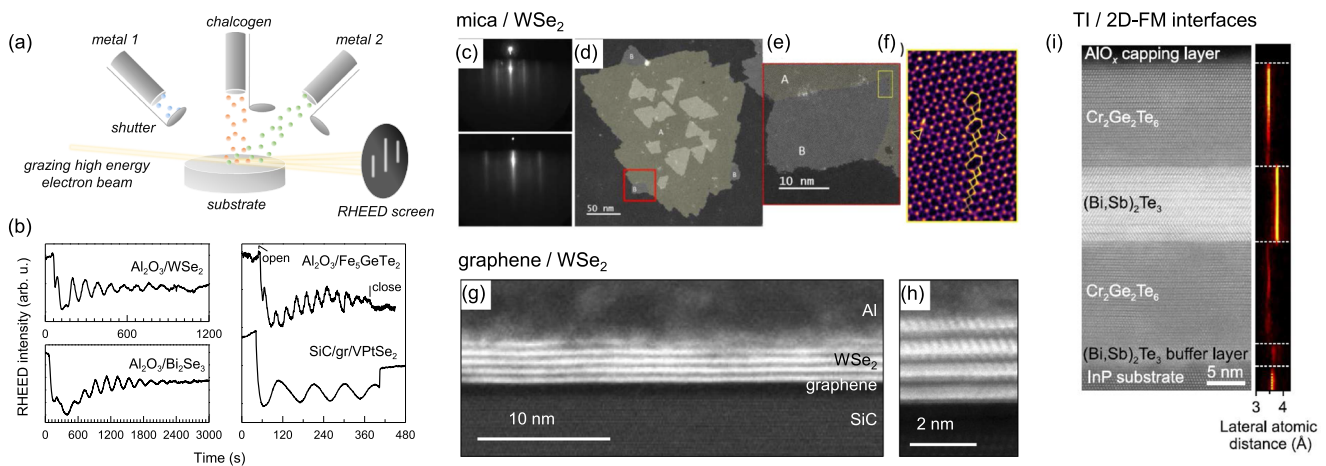 (a)
chalcogen
metal 1
metal 2
shutter
grazing high energy
electron beam
substrate
RHEED screen
(b)
RHEED intensity (arb. u.)
Al₂O₃/WSe₂
0 600 1200
Al₂O₃/Bi₂Se₃
0 600 1200 1800 2400 3000
open
Al₂O₃/Fe₅GeTe₂
close
SiC/gr/VPtSe₂
0 120 240 360 480
Time (s)
mica / WSe₂
(c)
(d)
B
A
B
B
50 nm
(e)
A
B
10 nm
(f)
)
graphene / WSe₂
(g)
Al
WSe₂
graphene
SiC
10 nm
(h)
2 nm
TI / 2D-FM interfaces
(i)
AlOₓ capping layer
Cr₂Ge₂Te₆
(Bi,Sb)₂Te₃
Cr₂Ge₂Te₆
(Bi,Sb)₂Te₃ buffer layer
InP substrate
5 nm
3 4
Lateral atomic
distance (Å)